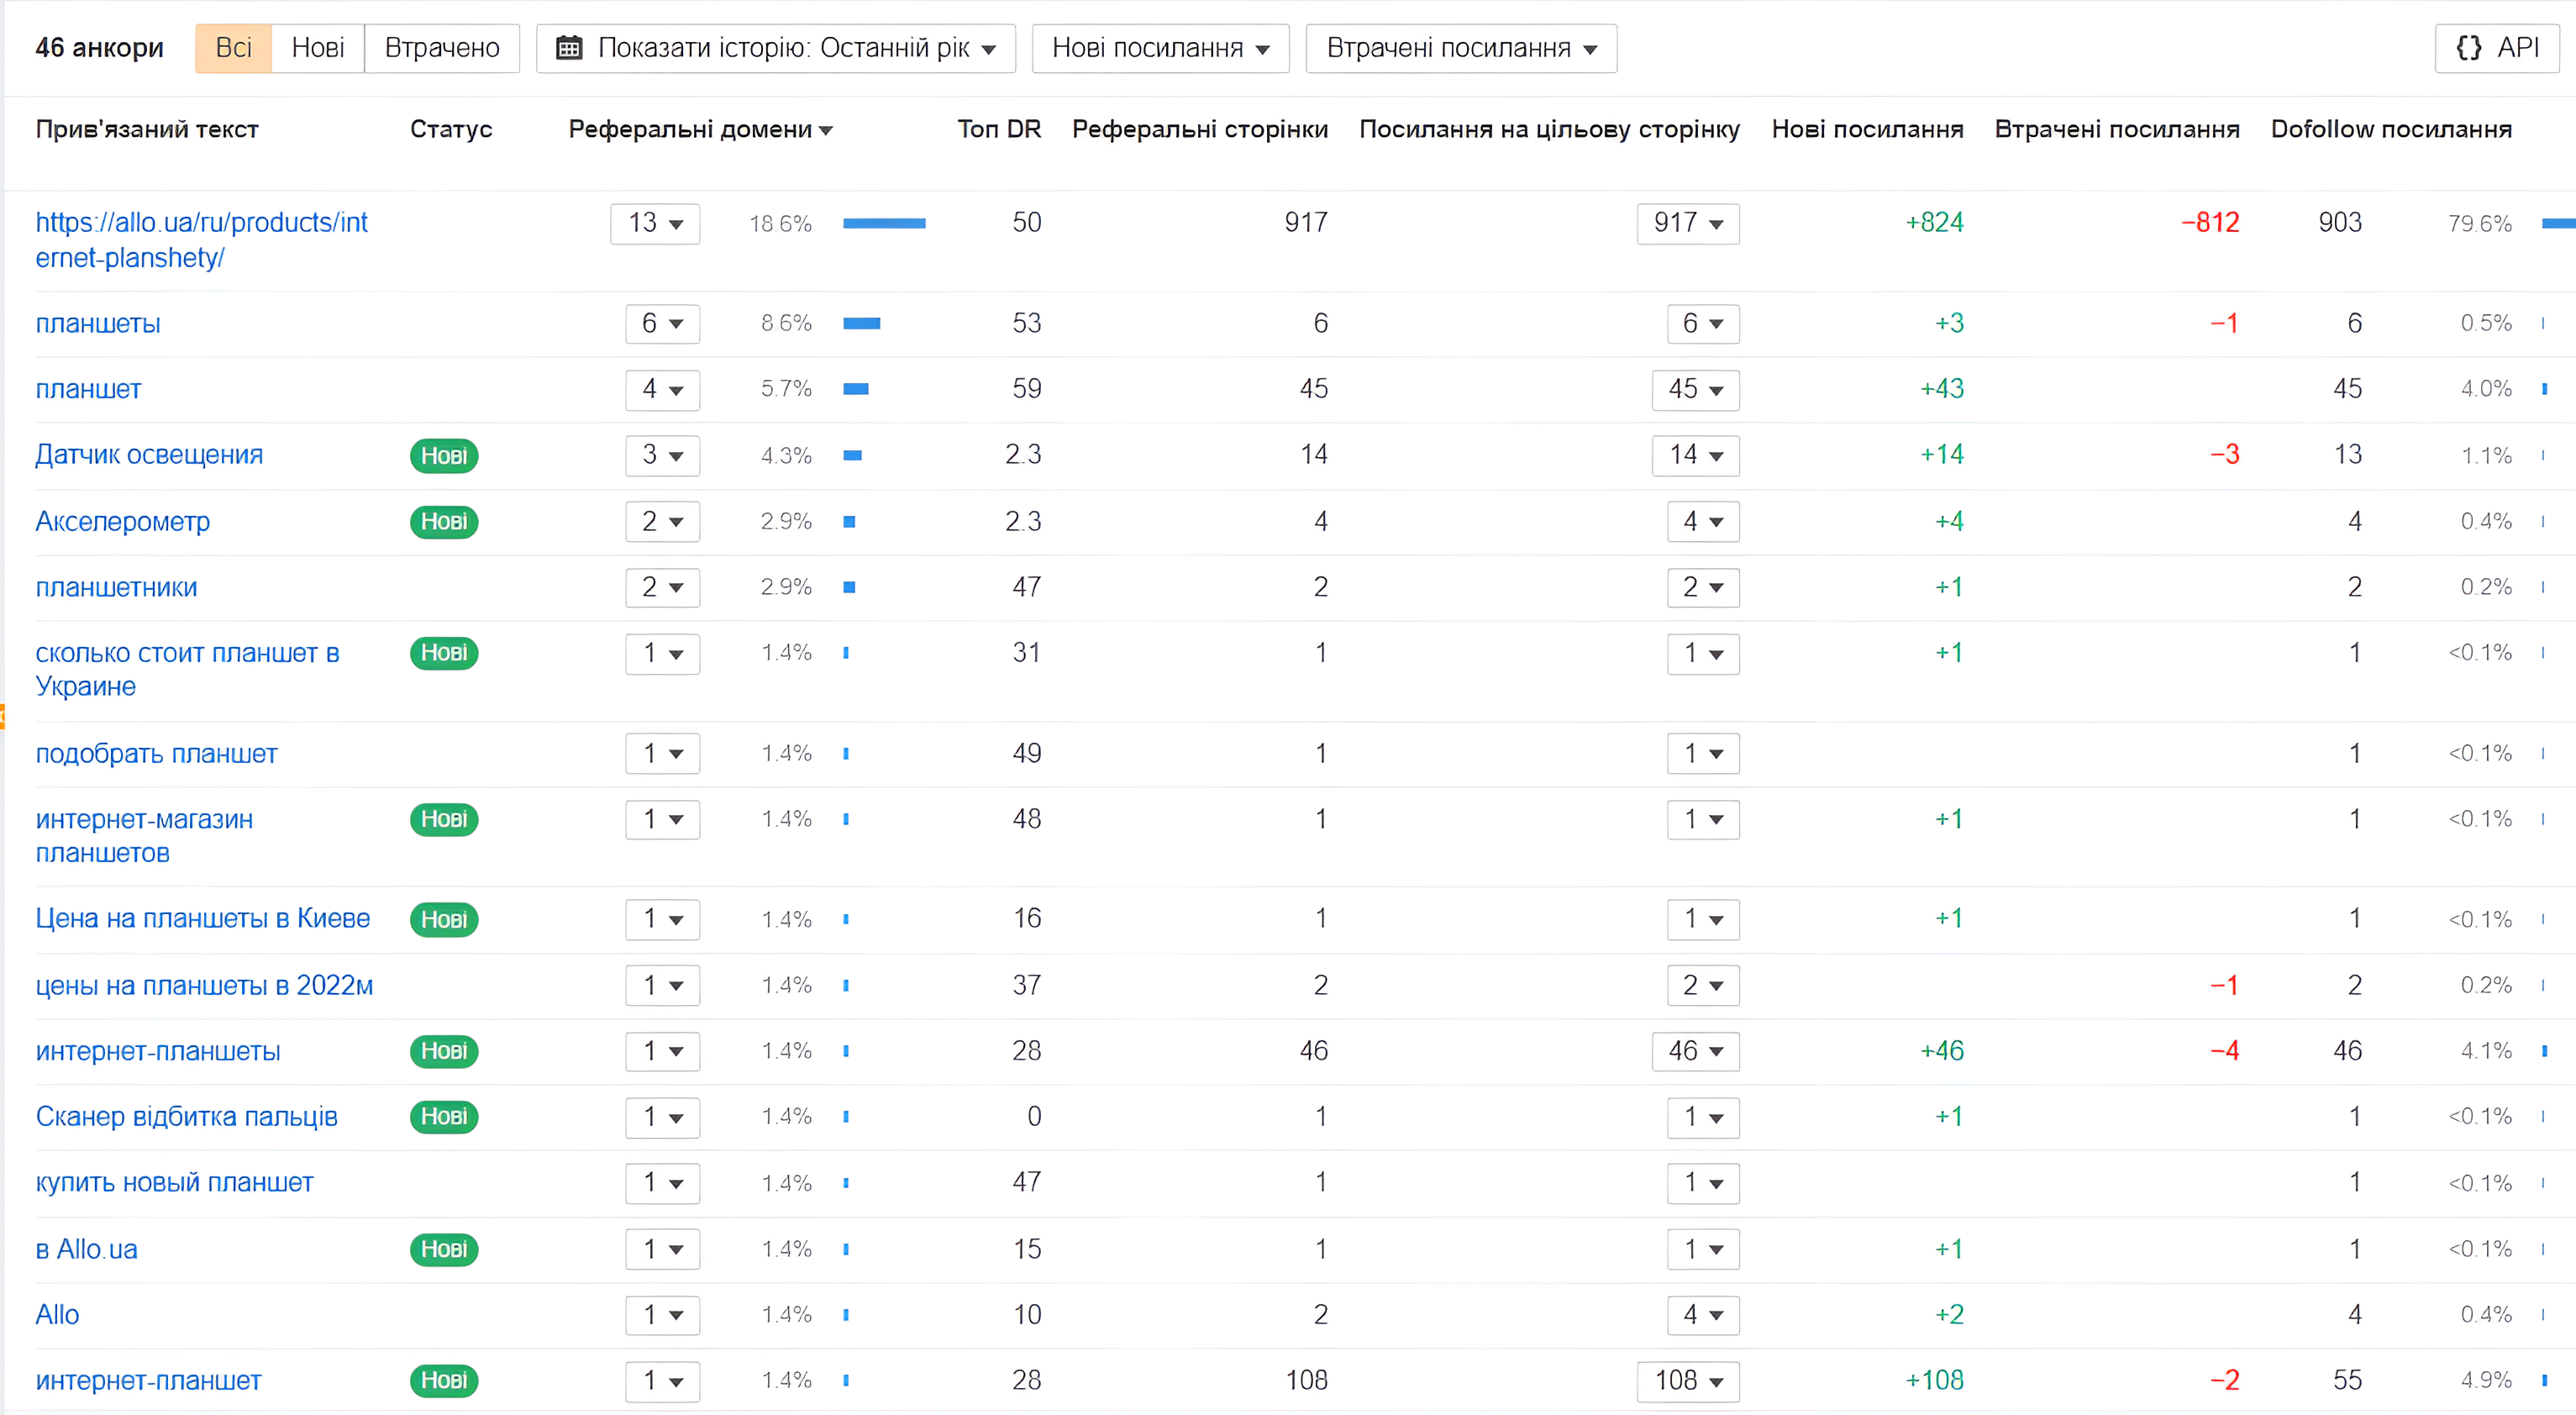 46 анкори Всі Нові Втрачено Показати історію: Останній рік Нові посилання Втрачені посилання {} API
Прив'язаний текст Статус Реферальні домени Топ DR Реферальні сторінки Посилання на цільову сторінку Нові посилання Втрачені посилання Dofollow посилання
https://allo.ua/ru/products/int 13 18.6% 50 917 917 +824 −812 903 79.6%
ernet-planshety/
планшеты 6 8 6% 53 6 6 +3 −1 6 0.5%
планшет 4 5.7% 59 45 45 +43 45 4.0%
Датчик освещения Нові 3 4.3% 2.3 14 14 +14 −3 13 1.1%
Акселерометр Нові 2 2.9% 2.3 4 4 +4 4 0.4%
планшетники 2 2.9% 47 2 2 +1 2 0.2%
сколько стоит планшет в Нові 1 1.4% 31 1 1 +1 1 <0.1%
Украине
подобрать планшет 1 1.4% 49 1 1 1 <0.1%
интернет-магазин Нові 1 1.4% 48 1 1 +1 1 <0.1%
планшетов
Цена на планшеты в Киеве Нові 1 1.4% 16 1 1 +1 1 <0.1%
цены на планшеты в 2022м 1 1.4% 37 2 2 −1 2 0.2%
интернет-планшеты Нові 1 1.4% 28 46 46 +46 −4 46 4.1%
Сканер відбитка пальців Нові 1 1.4% 0 1 1 +1 1 <0.1%
купить новый планшет 1 1.4% 47 1 1 1 <0.1%
в Allo.ua Нові 1 1.4% 15 1 1 +1 1 <0.1%
Allo 1 1.4% 10 2 4 +2 4 0.4%
интернет-планшет Нові 1 1.4% 28 108 108 +108 −2 55 4.9%